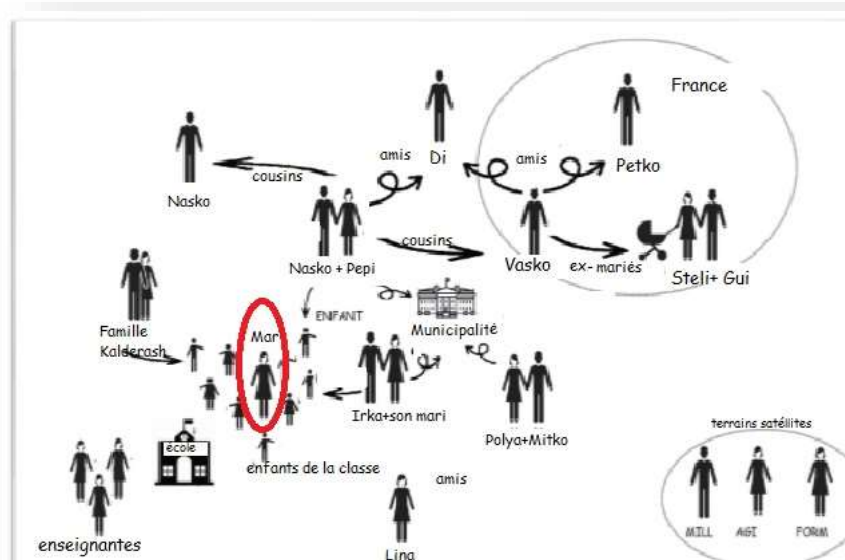 France
amis
Di
amis
Petko
cousins
Nasko
cousins
Nasko + Pepi
Vasko
ex-mariés
Steli+ Gui
ENFANT
Municipalité
Famille
Kalderash
Mar
Irka+son mari
Polya+Mitko
terrains satéllites
école
enfants de la classe
amis
MILL
AGI
FORM
enseignantes
Lina